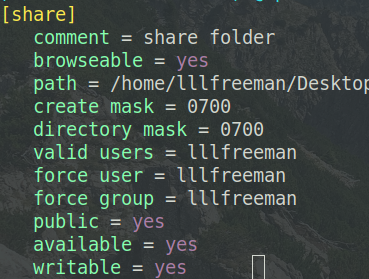 [share]
comment = share folder
browseable = yes
path = /home/lllfreeman/Desktop
create mask = 0700
directory mask = 0700
valid users = lllfreeman
force user = lllfreeman
force group = lllfreeman
public = yes
available = yes
writable = yes